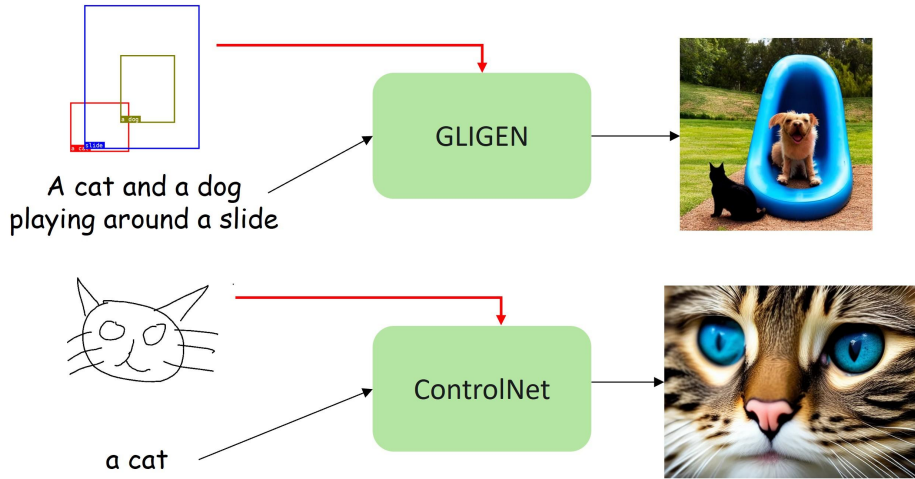 a dog
slide
GLIGEN
A cat and a dog
playing around a slide
ControlNet
a cat